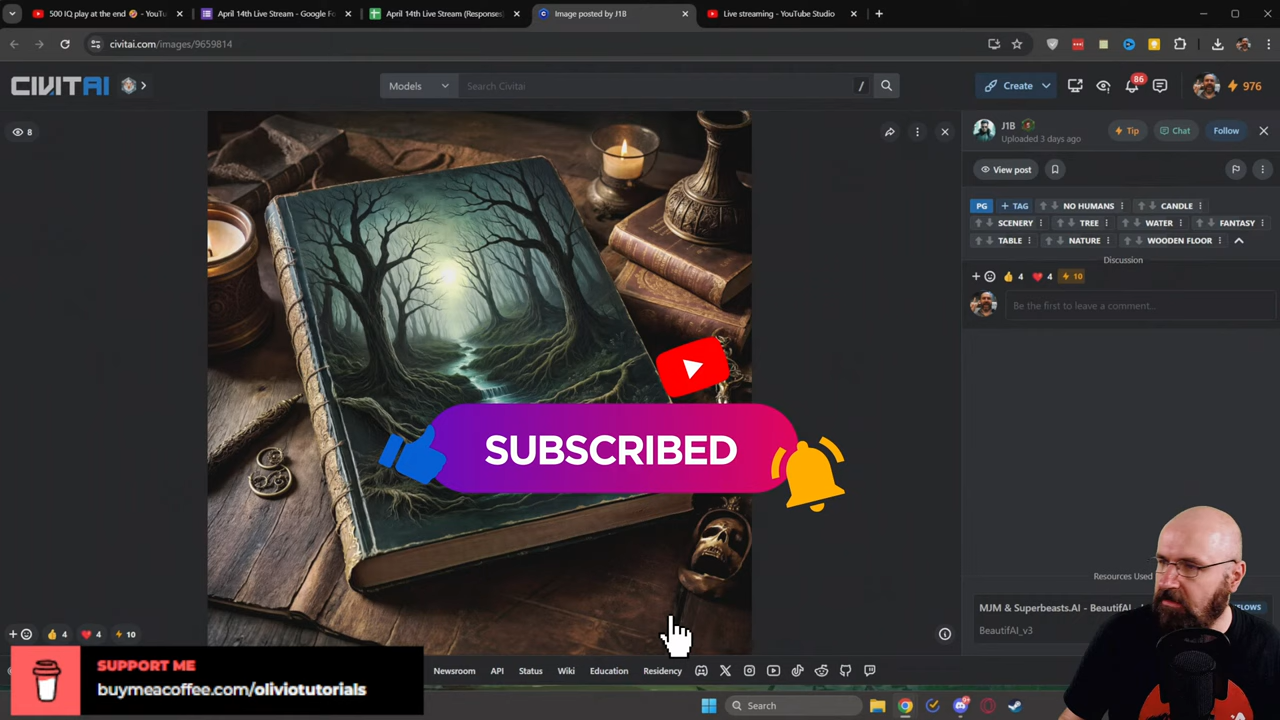 500 IQ play at the end
- YouTu
April 14th Live Stream - Google Fo
April 14th Live Stream (Responses)
Image posted by J1B
Live streaming - YouTube Studio
civitai.com/images/9659814
CIVITAI
Models
Search Civitai
/
Create
86
976
8
J1B
Uploaded 3 days ago
Tip
Chat
Follow
View post
PG
+ TAG
NO HUMANS
CANDLE
SCENERY
TREE
WATER
FANTASY
TABLE
NATURE
WOODEN FLOOR
Discussion
4
4
10
Be the first to leave a comment...
SUBSCRIBED
Resources Used
MJM & Superbeasts.AI - BeautifAI
LOWS
BeautifAI_v3
4
4
10
SUPPORT ME
buymeacoffee.com/oliviotutorials
Newsroom
API
Status
Wiki
Education
Residency
Search